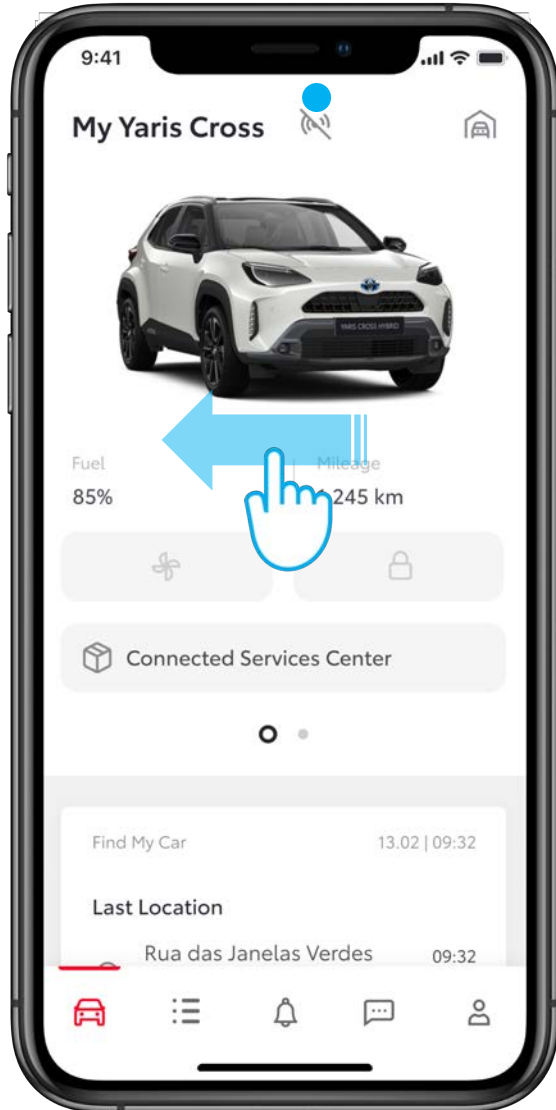 9:41
My Yaris Cross
YARIS CROSS HYBRID
Fuel Mileage
85% 245 km
Connected Services Center
Find My Car 13.02 | 09:32
Last Location
Rua das Janelas Verdes 09:32